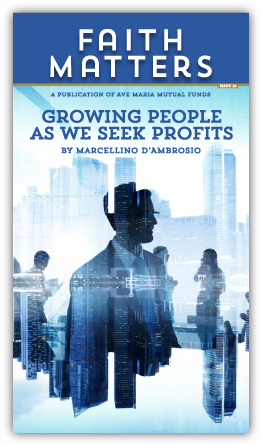 FAITH
MATTERS
A PUBLICATION OF AVE MARIA MUTUAL FUNDS
GROWING PEOPLE
AS WE SEEK PROFITS
BY MARCELLINO D'AMBROSIO